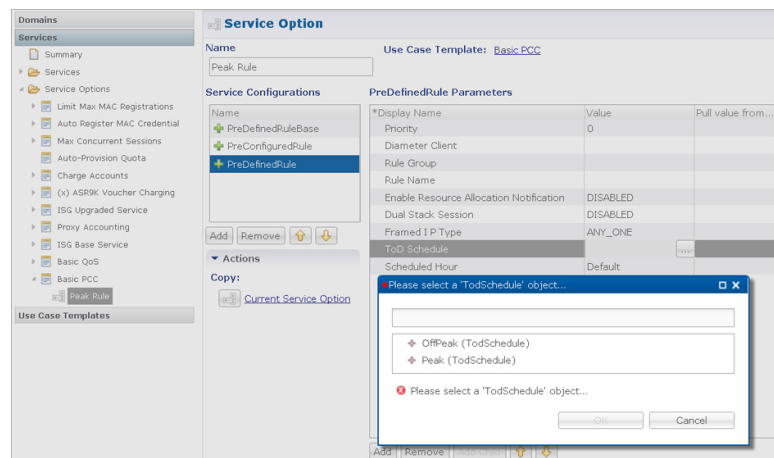 Domains
Services
Summary
Services
Service Options
Limit Max MAC Registrations
Auto Register MAC Credential
Max Concurrent Sessions
Auto-Provision Quota
Charge Accounts
(x) ASR9K Voucher Charging
ISG Upgraded Service
Proxy Accounting
ISG Base Service
Basic QoS
Basic PCC
Peak Rule
Use Case Templates
Service Option
Name
Use Case Template: Basic PCC
Peak Rule
Service Configurations
Name
PreDefinedRuleBase
PreConfiguredRule
PreDefinedRule
Add Remove
Actions
Copy:
Current Service Option
PreDefinedRule Parameters
*Display Name Value Pull value from...
Priority 0
Diameter Client
Rule Group
Rule Name
Enable Resource Allocation Notification DISABLED
Dual Stack Session DISABLED
Framed I P Type ANY_ONE
ToD Schedule ...
Scheduled Hour Default
Please select a 'TodSchedule' object...
OffPeak (TodSchedule)
Peak (TodSchedule)
Please select a 'TodSchedule' object...
OK Cancel
Add Remove Add Child